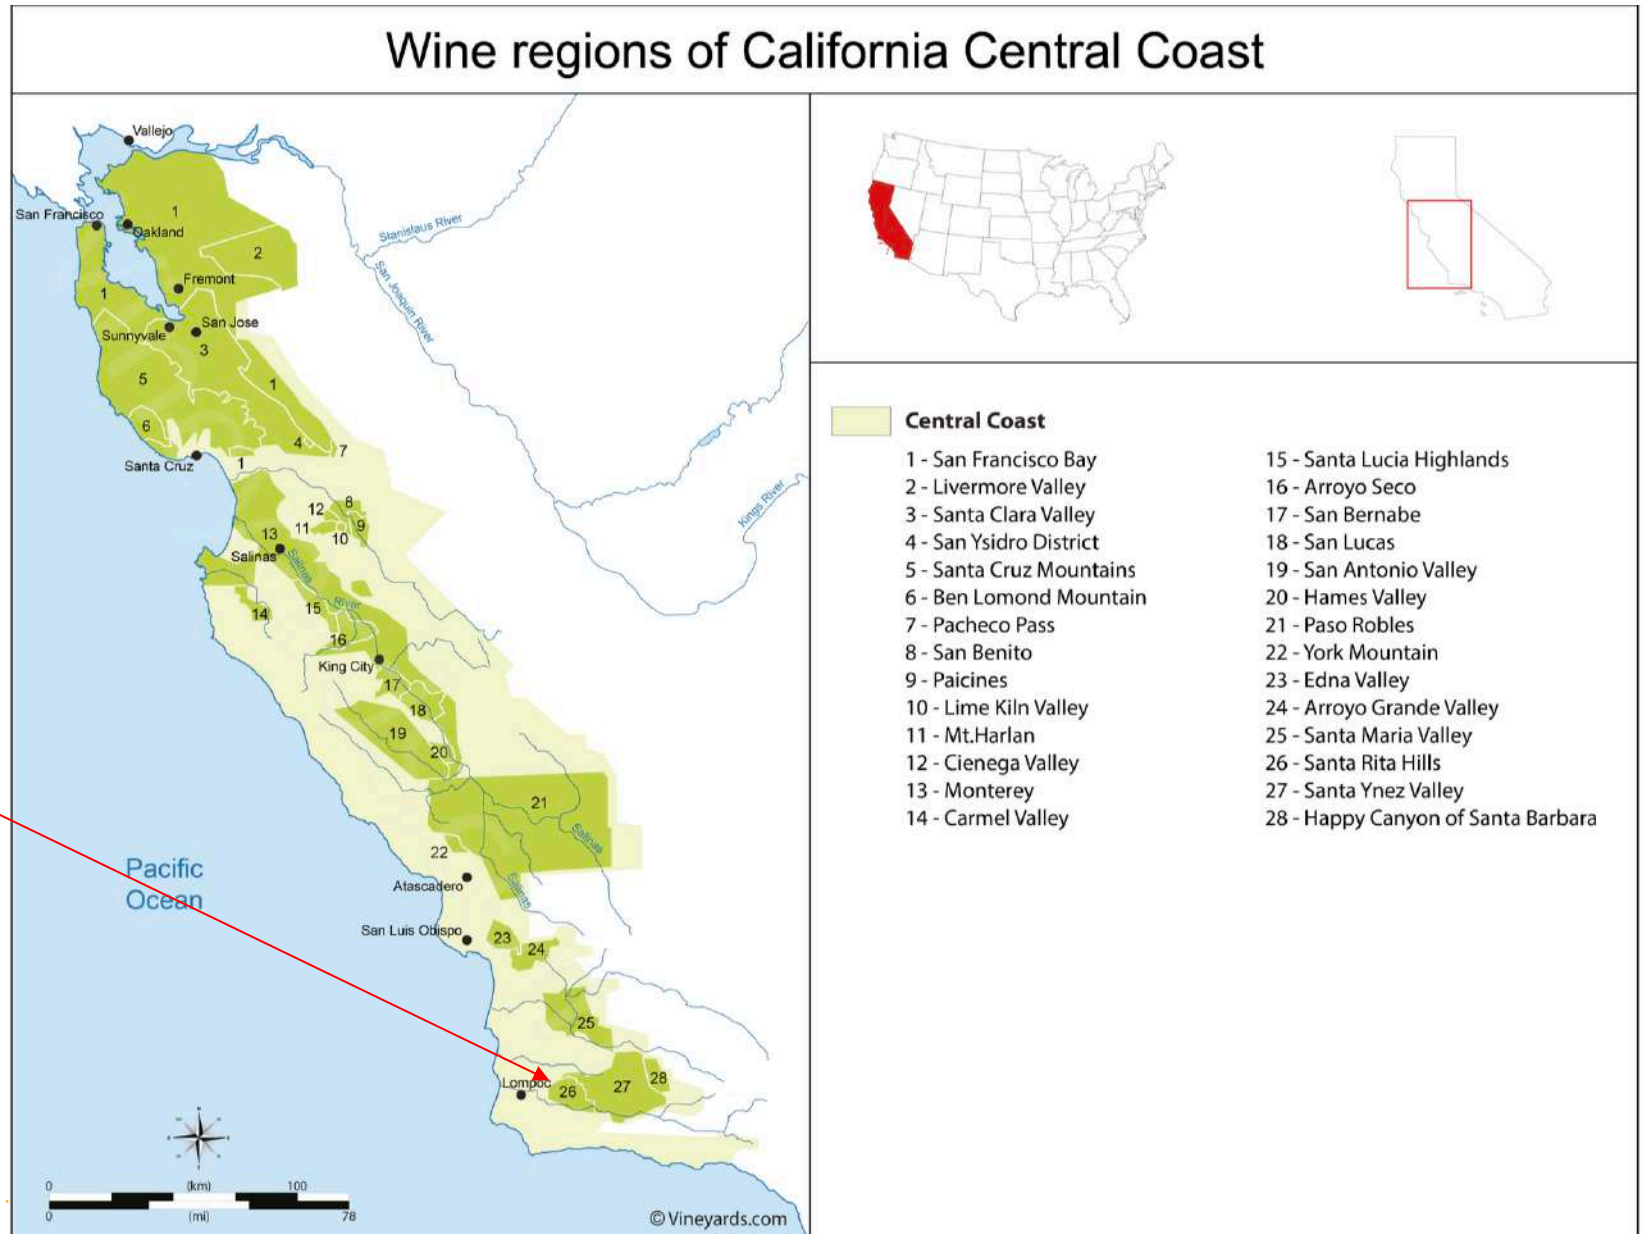 Wine regions of California Central Coast
Vallejo
San Francisco
1
Oakland
2
Stanislaus River
San Joaquin River
Fremont
1
Sunnyvale
San Jose
3
5
1
6
4
7
Santa Cruz
1
Kings River
8
12
11
9
10
13
Salinas
Salinas
River
15
14
16
King City
17
18
19
20
21
Salinas
22
Atascadero
Salinas
Pacific
Ocean
San Luis Obispo
23
24
25
Lompoc
26
27
28
0 (km) 100
0 (mi) 78
© Vineyards.com
Central Coast
1 - San Francisco Bay
2 - Livermore Valley
3 - Santa Clara Valley
4 - San Ysidro District
5 - Santa Cruz Mountains
6 - Ben Lomond Mountain
7 - Pacheco Pass
8 - San Benito
9 - Paicines
10 - Lime Kiln Valley
11 - Mt.Harlan
12 - Cienega Valley
13 - Monterey
14 - Carmel Valley
15 - Santa Lucia Highlands
16 - Arroyo Seco
17 - San Bernabe
18 - San Lucas
19 - San Antonio Valley
20 - Hames Valley
21 - Paso Robles
22 - York Mountain
23 - Edna Valley
24 - Arroyo Grande Valley
25 - Santa Maria Valley
26 - Santa Rita Hills
27 - Santa Ynez Valley
28 - Happy Canyon of Santa Barbara